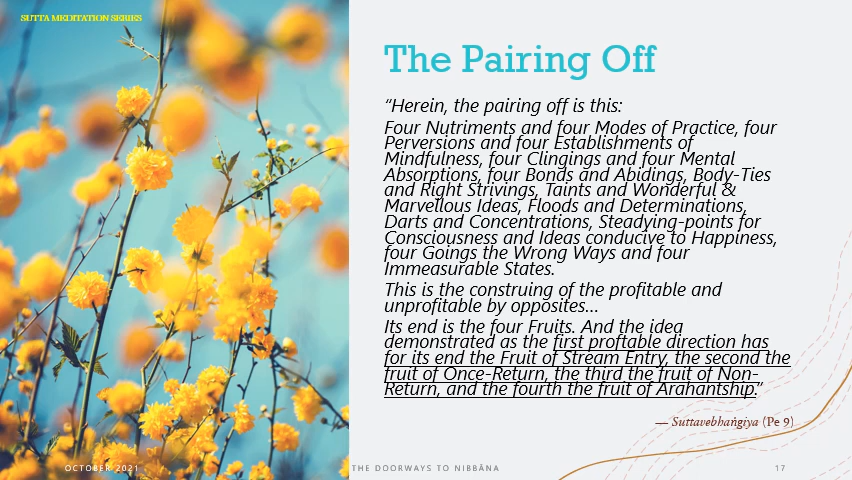 SUTTA MEDITATION SERIES
The Pairing Off
“Herein, the pairing off is this:
Four Nutriments and four Modes of Practice, four
Perversions and four Establishments of
Mindfulness, four Clingings and four Mental
Absorptions, four Bonds and Abidings, Body-Ties
and Right Strivings, Taints and Wonderful &
Marvellous Ideas, Floods and Determinations,
Darts and Concentrations, Steadying-points for
Consciousness and Ideas conducive to Happiness,
four Goings the Wrong Ways and four
Immeasurable States.
This is the construing of the profitable and
unprofitable by opposites…
Its end is the four Fruits. And the idea
demonstrated as the first proftable direction has
for its end the Fruit of Stream Entry, the second the
fruit of Once-Return, the third the fruit of Non-
Return, and the fourth the fruit of Arahantship.”
— Suttavebhaṅgiya (Pe 9)
OCTOBER 2021
THE DOORWAYS TO NIBBĀNA
17